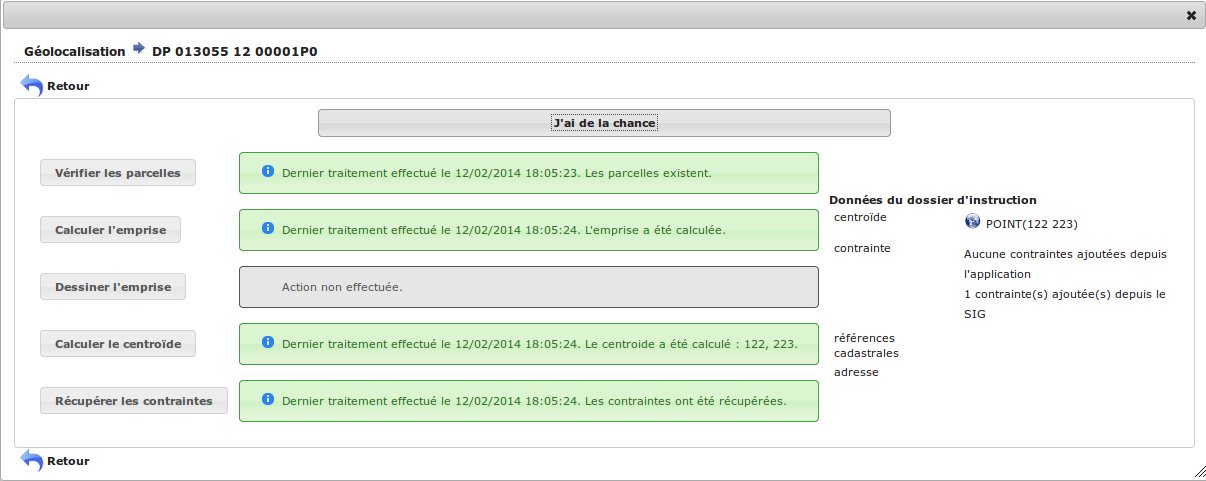 Géolocalisation DP 013055 12 00001P0
Retour
J'ai de la chance
Vérifier les parcelles
Dernier traitement effectué le 12/02/2014 18:05:23. Les parcelles existent.
Calculer l'emprise
Dernier traitement effectué le 12/02/2014 18:05:24. L'emprise a été calculée.
Dessiner l'emprise
Action non effectuée.
Calculer le centroïde
Dernier traitement effectué le 12/02/2014 18:05:24. Le centroide a été calculé : 122, 223.
Récupérer les contraintes
Dernier traitement effectué le 12/02/2014 18:05:24. Les contraintes ont été récupérées.
Données du dossier d'instruction
centroïde
POINT(122 223)
contrainte
Aucune contraintes ajoutées depuis
l'application
1 contrainte(s) ajoutée(s) depuis le
SIG
références
cadastrales
adresse
Retour